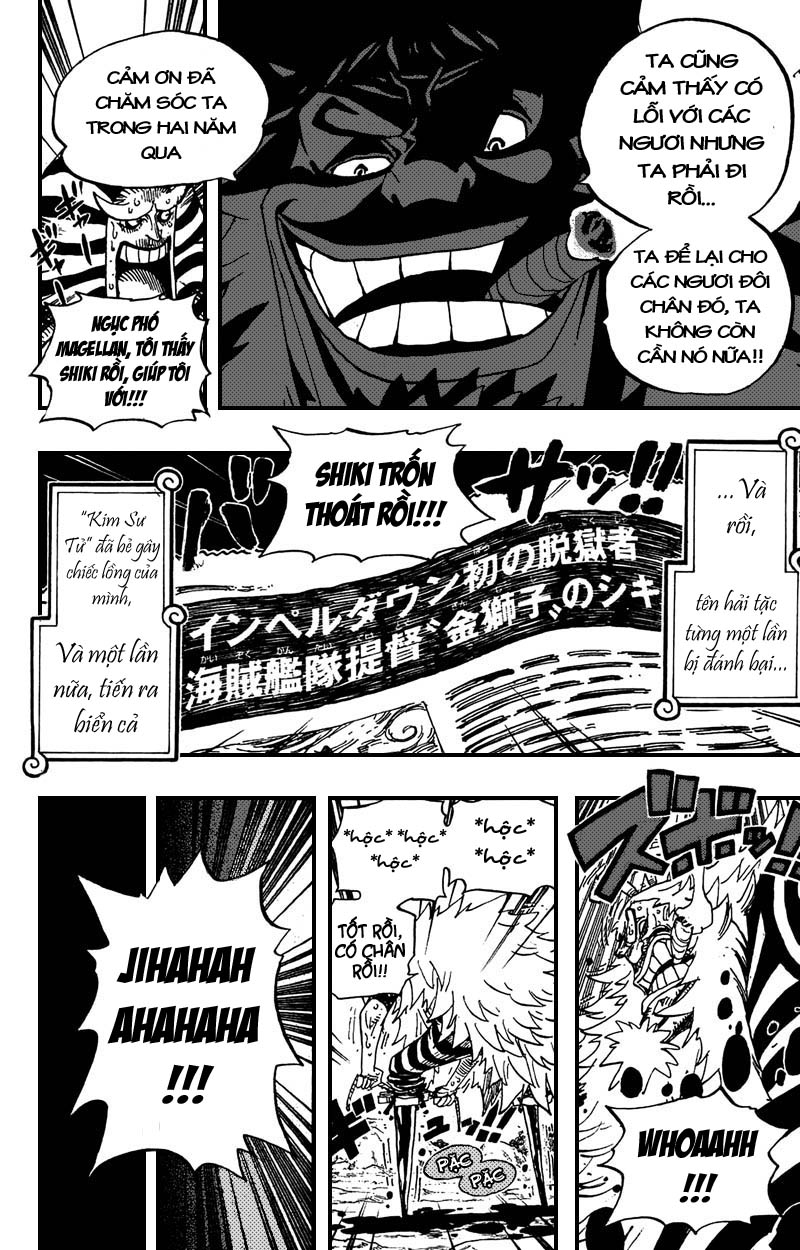 TA CŨNG
CẢM THẤY CÓ
LỖI VỚI CÁC
NGƯƠI NHƯNG
TA PHẢI ĐI
RỒI...
TA ĐỂ LẠI CHO
CÁC NGƯƠI ĐÔI
CHÂN ĐÓ, TA
KHÔNG CÒN
CẦN NÓ NỮA!!
CẢM ƠN ĐÃ
CHĂM SÓC TA
TRONG HAI NĂM
QUA
NGỤC PHÓ
MAGELLAN, TÔI THẤY
SHIKI RỒI, GIÚP TÔI
VỚI!!!
... Và
rồi,
tên hải tặc
từng một lần
bị đánh bại...
SHIKI TRỐN
THOÁT RỒI!!!
ザッ!!
インペルダウン初の脱獄者
海賊艦隊提督〝金獅子〟のシキ
"Kim Sư
Tử" đã bẻ gãy
chiếc lồng của
mình,
Và một lần
nữa, tiến ra
biển cả
ズボッ!!
WHOAAHH
!!!
*hộc*
*hộc*
*hộc* *hộc*
*hộc*
TỐT RỒI,
CÓ CHÂN
RỒI!!!
PẶC
PẶC
JIHAHAH
AHAHAHA
!!!